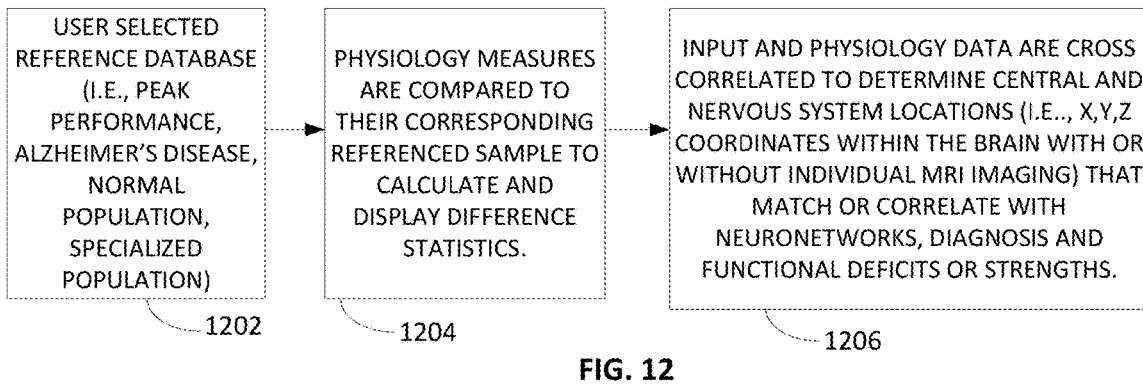 USER SELECTED
REFERENCE DATABASE
(I.E., PEAK
PERFORMANCE,
ALZHEIMER'S DISEASE,
NORMAL
POPULATION,
SPECIALIZED
POPULATION)
1202
PHYSIOLOGY MEASURES
ARE COMPARED TO
THEIR CORRESPONDING
REFERENCED SAMPLE TO
CALCULATE AND
DISPLAY DIFFERENCE
STATISTICS.
1204
INPUT AND PHYSIOLOGY DATA ARE CROSS
CORRELATED TO DETERMINE CENTRAL AND
NERVOUS SYSTEM LOCATIONS (I.E.., X,Y,Z
COORDINATES WITHIN THE BRAIN WITH OR
WITHOUT INDIVIDUAL MRI IMAGING) THAT
MATCH OR CORRELATE WITH
NEURONETWORKS, DIAGNOSIS AND
FUNCTIONAL DEFICITS OR STRENGTHS.
1206
FIG. 12